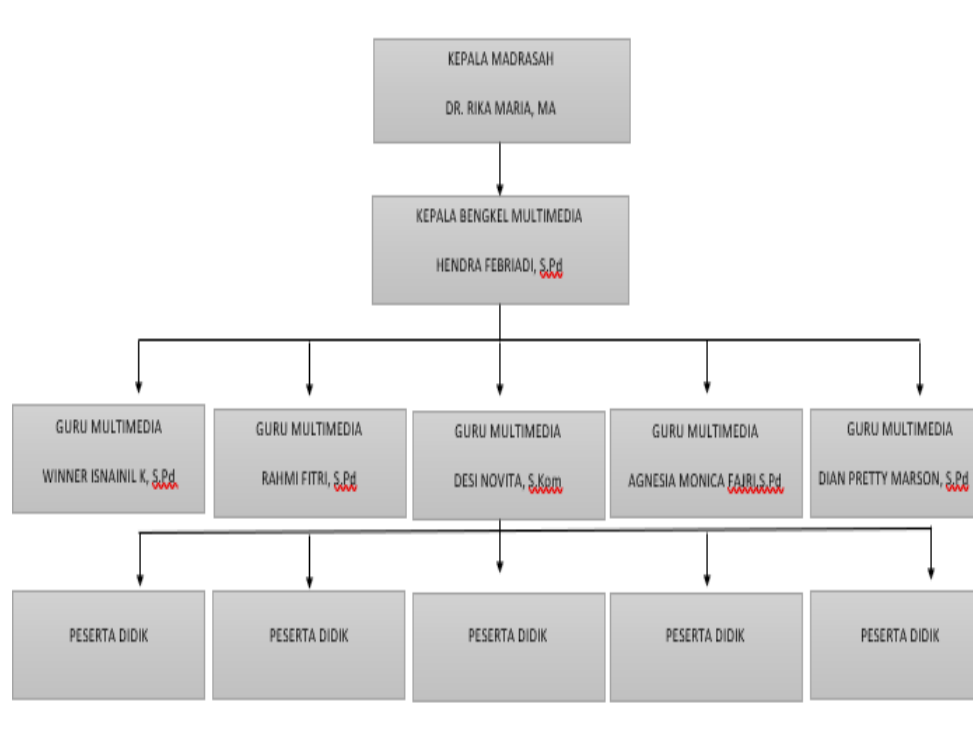 KEPALA MADRASAH
DR. RIKA MARIA, MA
KEPALA BENGKEL MULTIMEDIA
HENDRA FEBRIADI, S.Pd
GURU MULTIMEDIA
WINNER ISNAINIL K, S.Pd
GURU MULTIMEDIA
RAHMI FITRI, S.Pd
GURU MULTIMEDIA
DESI NOVITA, S.Kom
GURU MULTIMEDIA
AGNESIA MONICA FAJRI,S.Pd
GURU MULTIMEDIA
DIAN PRETTY MARSON, S.Pd
PESERTA DIDIK
PESERTA DIDIK
PESERTA DIDIK
PESERTA DIDIK
PESERTA DIDIK